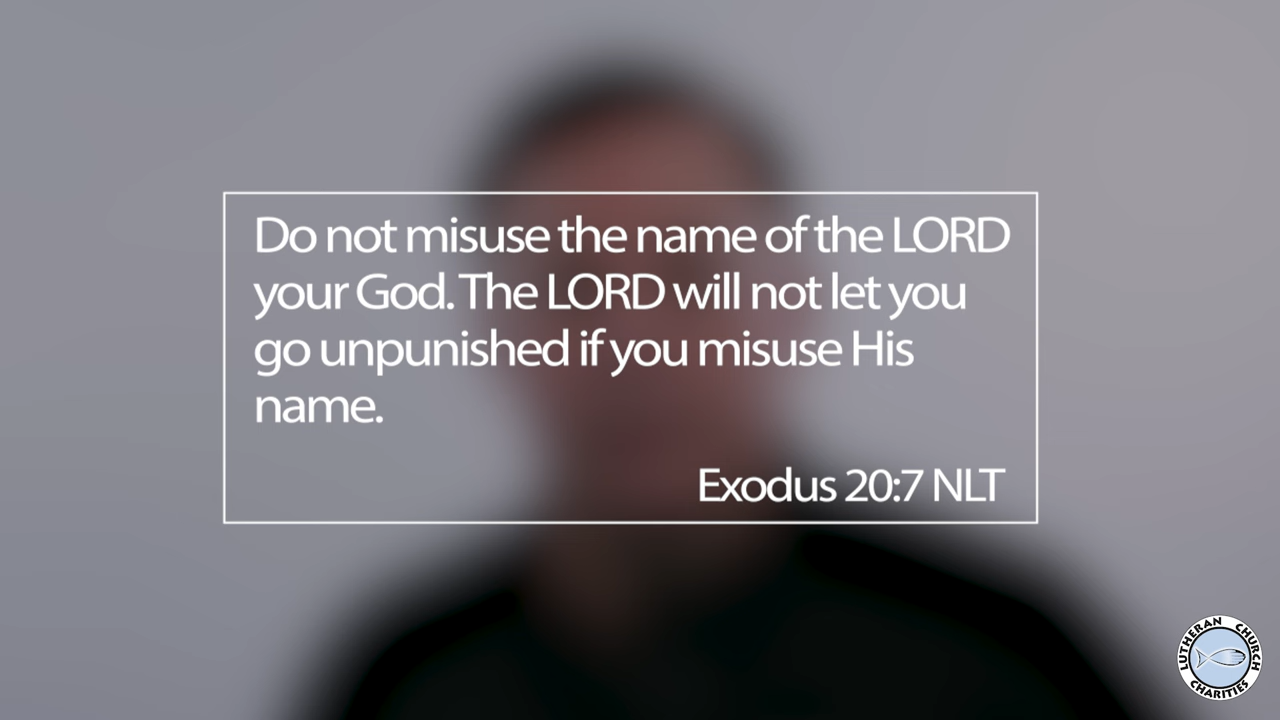 Do not misuse the name of the LORD
your God. The LORD will not let you
go unpunished if you misuse His
name.
Exodus 20:7 NLT
LUTHERAN CHURCH
CHARITIES